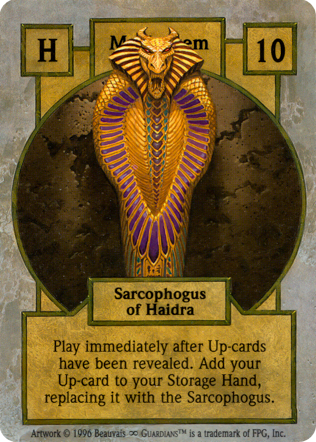 H
10
Sarcophogus
of Haidra
Play immediately after Up-cards
have been revealed. Add your
Up-card to your Storage Hand,
replacing it with the Sarcophogus.
Artwork © 1996 Beauvais ∞ GUARDIANS™ is a trademark of FPG, Inc.